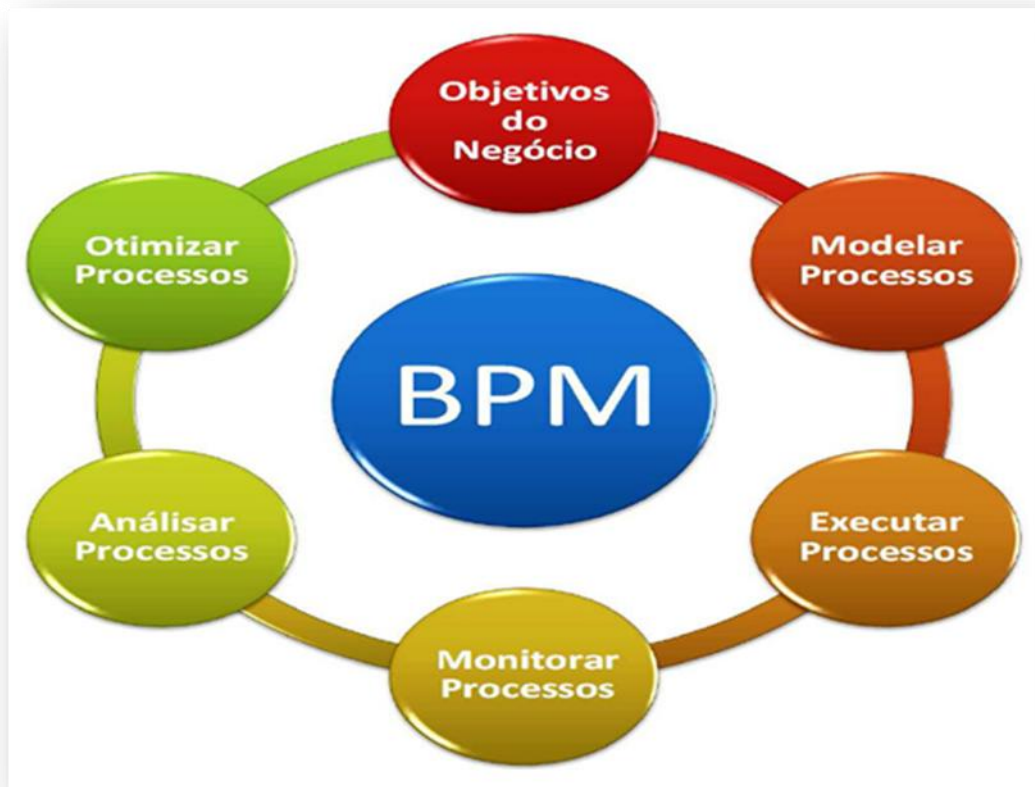 Objetivos
do
Negócio
Modelar
Processos
Executar
Processos
Monitorar
Processos
Análisar
Processos
Otimizar
Processos
BPM